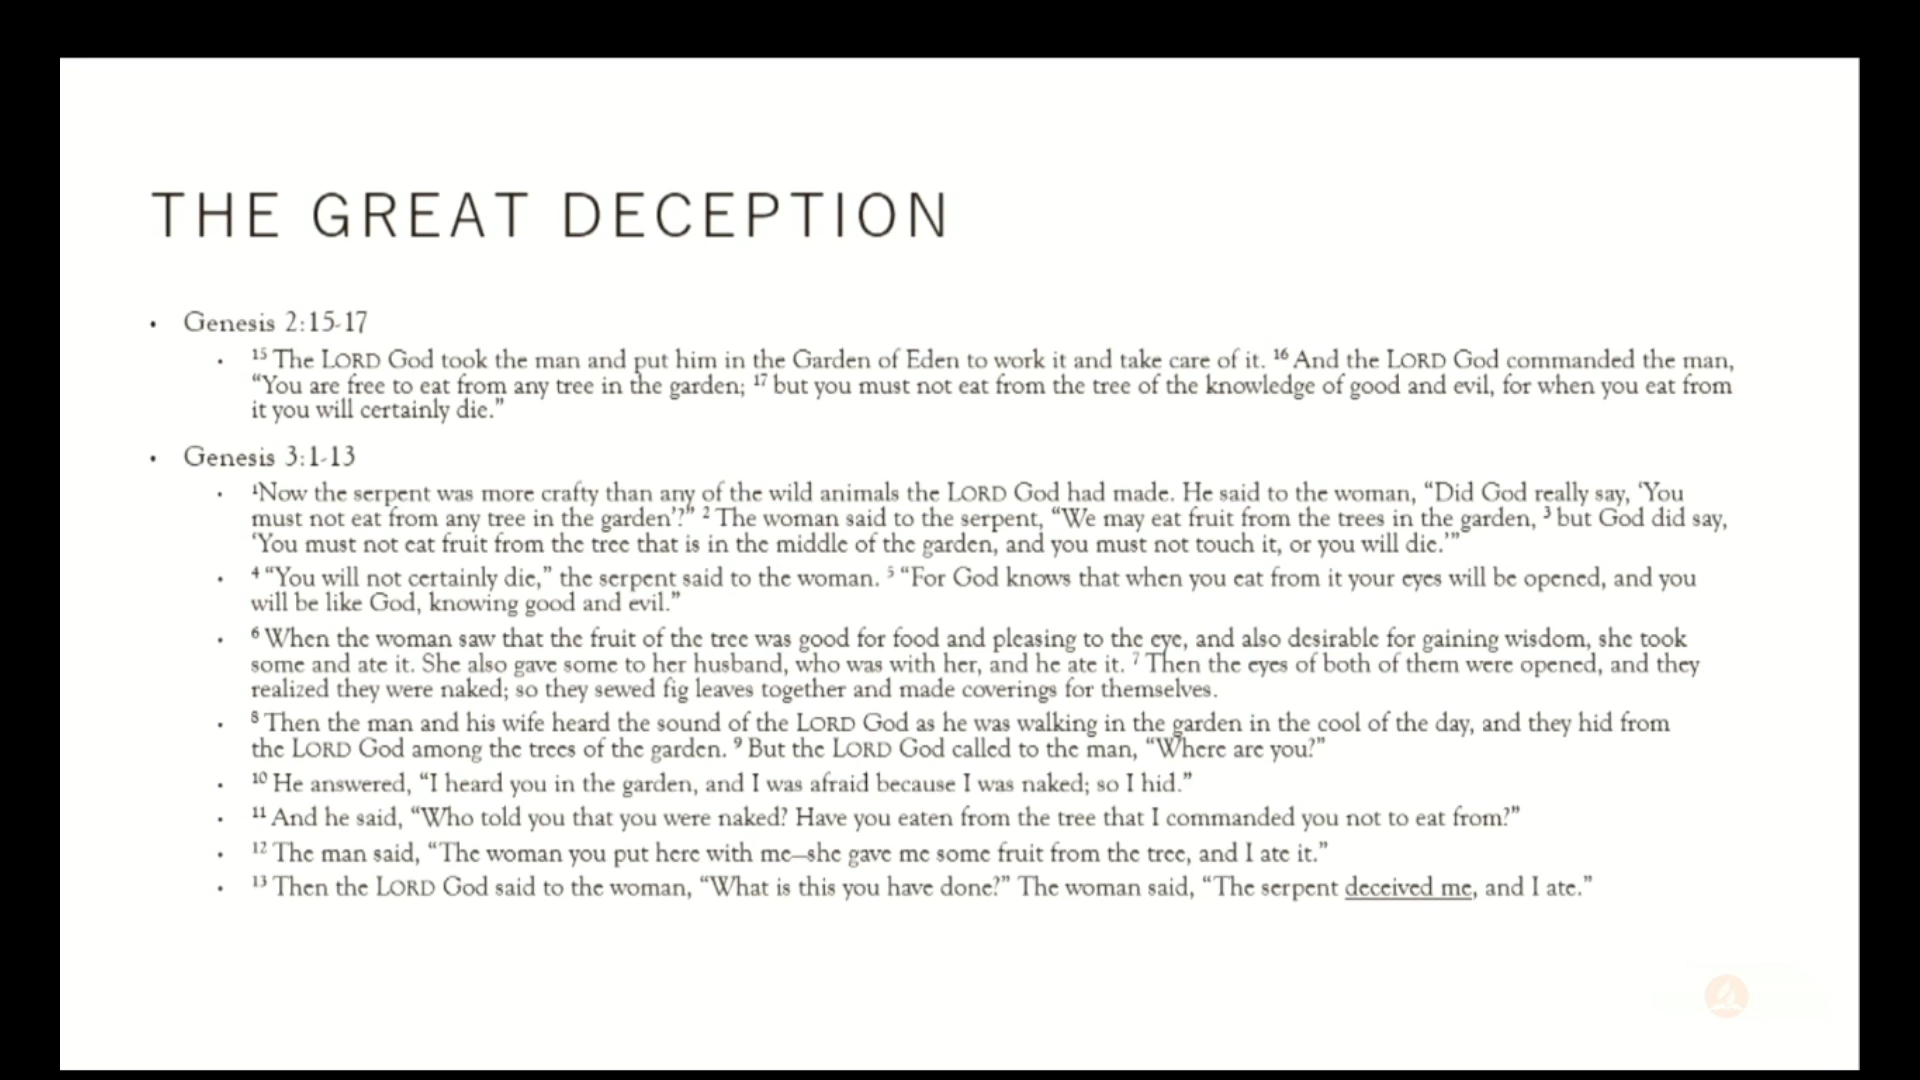 THE GREAT DECEPTION
• Genesis 2:15-17
• ¹⁵ The LORD God took the man and put him in the Garden of Eden to work it and take care of it. ¹⁶ And the LORD God commanded the man,
“You are free to eat from any tree in the garden; ¹⁷ but you must not eat from the tree of the knowledge of good and evil, for when you eat from
it you will certainly die.”
• Genesis 3:1-13
• ¹Now the serpent was more crafty than any of the wild animals the LORD God had made. He said to the woman, “Did God really say, ‘You
must not eat from any tree in the garden’?” ² The woman said to the serpent, “We may eat fruit from the trees in the garden, ³ but God did say,
‘You must not eat fruit from the tree that is in the middle of the garden, and you must not touch it, or you will die.’”
• ⁴ “You will not certainly die,” the serpent said to the woman. ⁵ “For God knows that when you eat from it your eyes will be opened, and you
will be like God, knowing good and evil.”
• ⁶ When the woman saw that the fruit of the tree was good for food and pleasing to the eye, and also desirable for gaining wisdom, she took
some and ate it. She also gave some to her husband, who was with her, and he ate it. ⁷ Then the eyes of both of them were opened, and they
realized they were naked; so they sewed fig leaves together and made coverings for themselves.
• ⁸ Then the man and his wife heard the sound of the LORD God as he was walking in the garden in the cool of the day, and they hid from
the LORD God among the trees of the garden. ⁹ But the LORD God called to the man, “Where are you?”
• ¹⁰ He answered, “I heard you in the garden, and I was afraid because I was naked; so I hid.”
• ¹¹ And he said, “Who told you that you were naked? Have you eaten from the tree that I commanded you not to eat from?”
• ¹² The man said, “The woman you put here with me—she gave me some fruit from the tree, and I ate it.”
• ¹³ Then the LORD God said to the woman, “What is this you have done?” The woman said, “The serpent deceived me, and I ate.”